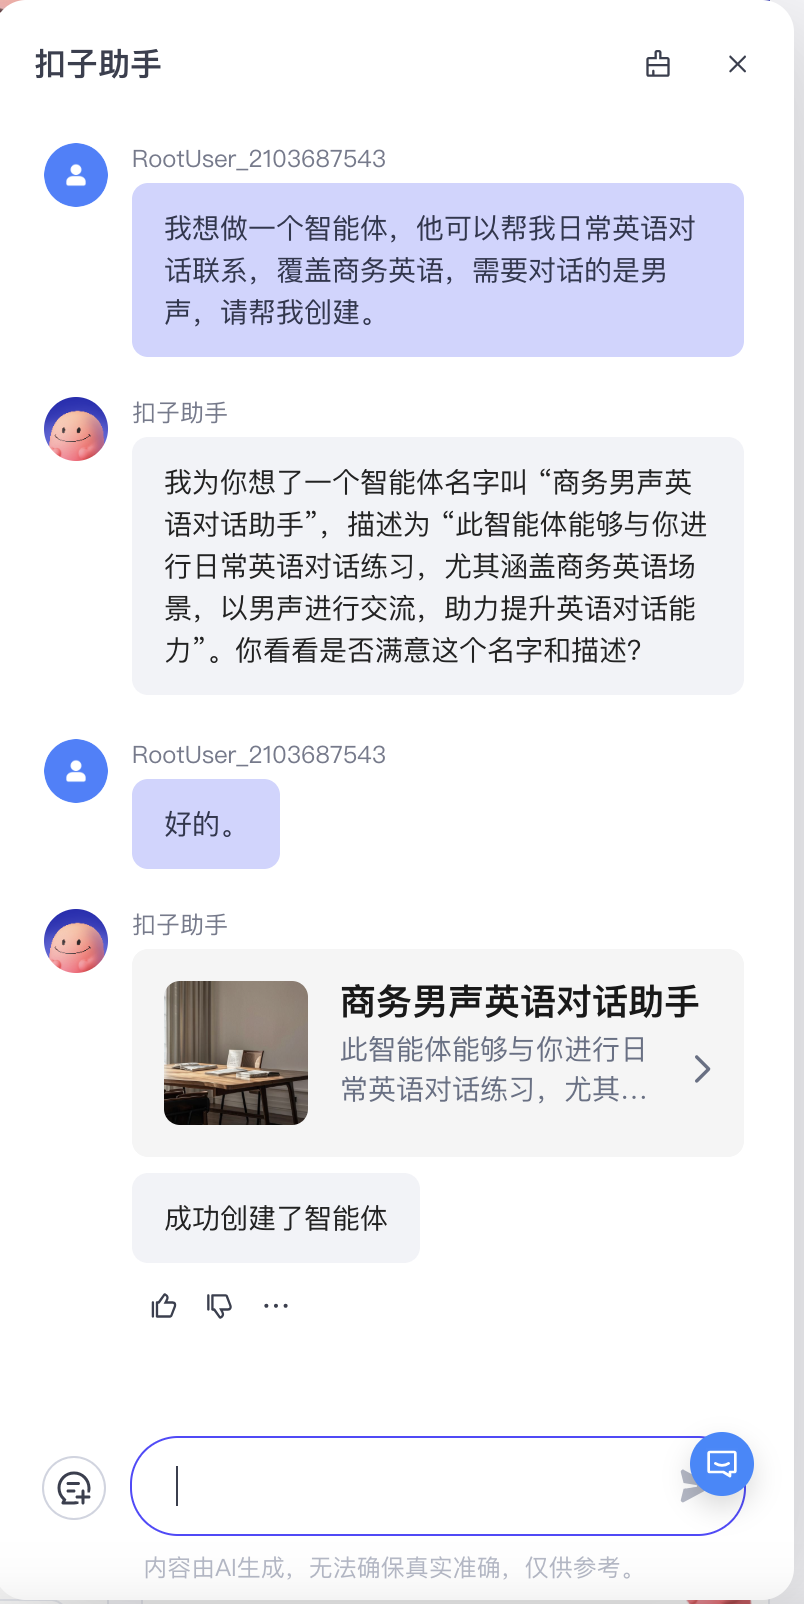 扣子助手
RootUser_2103687543
我想做一个智能体，他可以帮我日常英语对
话联系，覆盖商务英语，需要对话的是男
声，请帮我创建。
扣子助手
我为你想了一个智能体名字叫 “商务男声英
语对话助手”，描述为 “此智能体能够与你进
行日常英语对话练习，尤其涵盖商务英语场
景，以男声进行交流，助力提升英语对话能
力”。你看看是否满意这个名字和描述？
RootUser_2103687543
好的。
扣子助手
商务男声英语对话助手
此智能体能够与你进行日
常英语对话练习，尤其...
成功创建了智能体
内容由AI生成，无法确保真实准确，仅供参考。